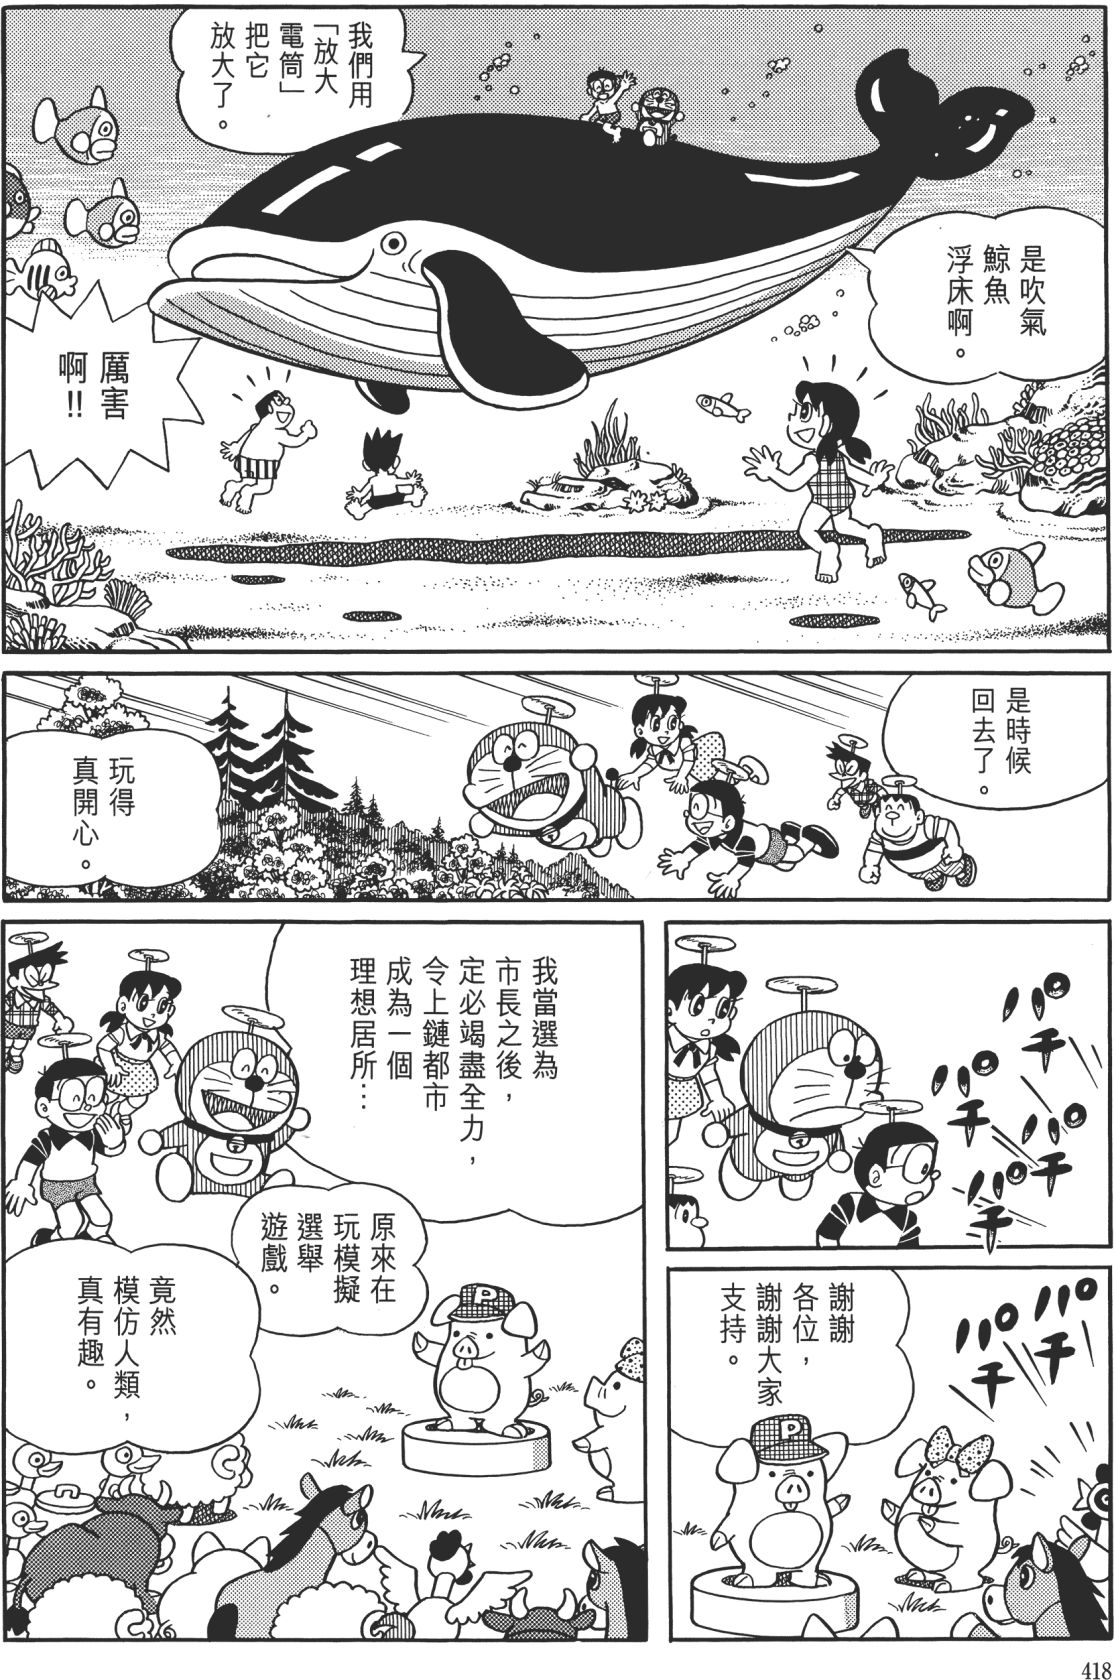 是吹氣
鯨魚
浮床啊。
我們用
「放大
電筒」
把它
放大了。
厲害
啊!!
是時候
回去了。
玩得
真開心。
パチ
パチ
パチ
パチ
我當選為
市長之後，
定必竭盡全力，
令上鏈都市
成為一個
理想居所…
原來在
玩模擬
選舉
遊戲。
竟然
模仿人類，
真有趣。
P
パチ
パチ
謝謝
各位，
謝謝大家
支持。
P
418